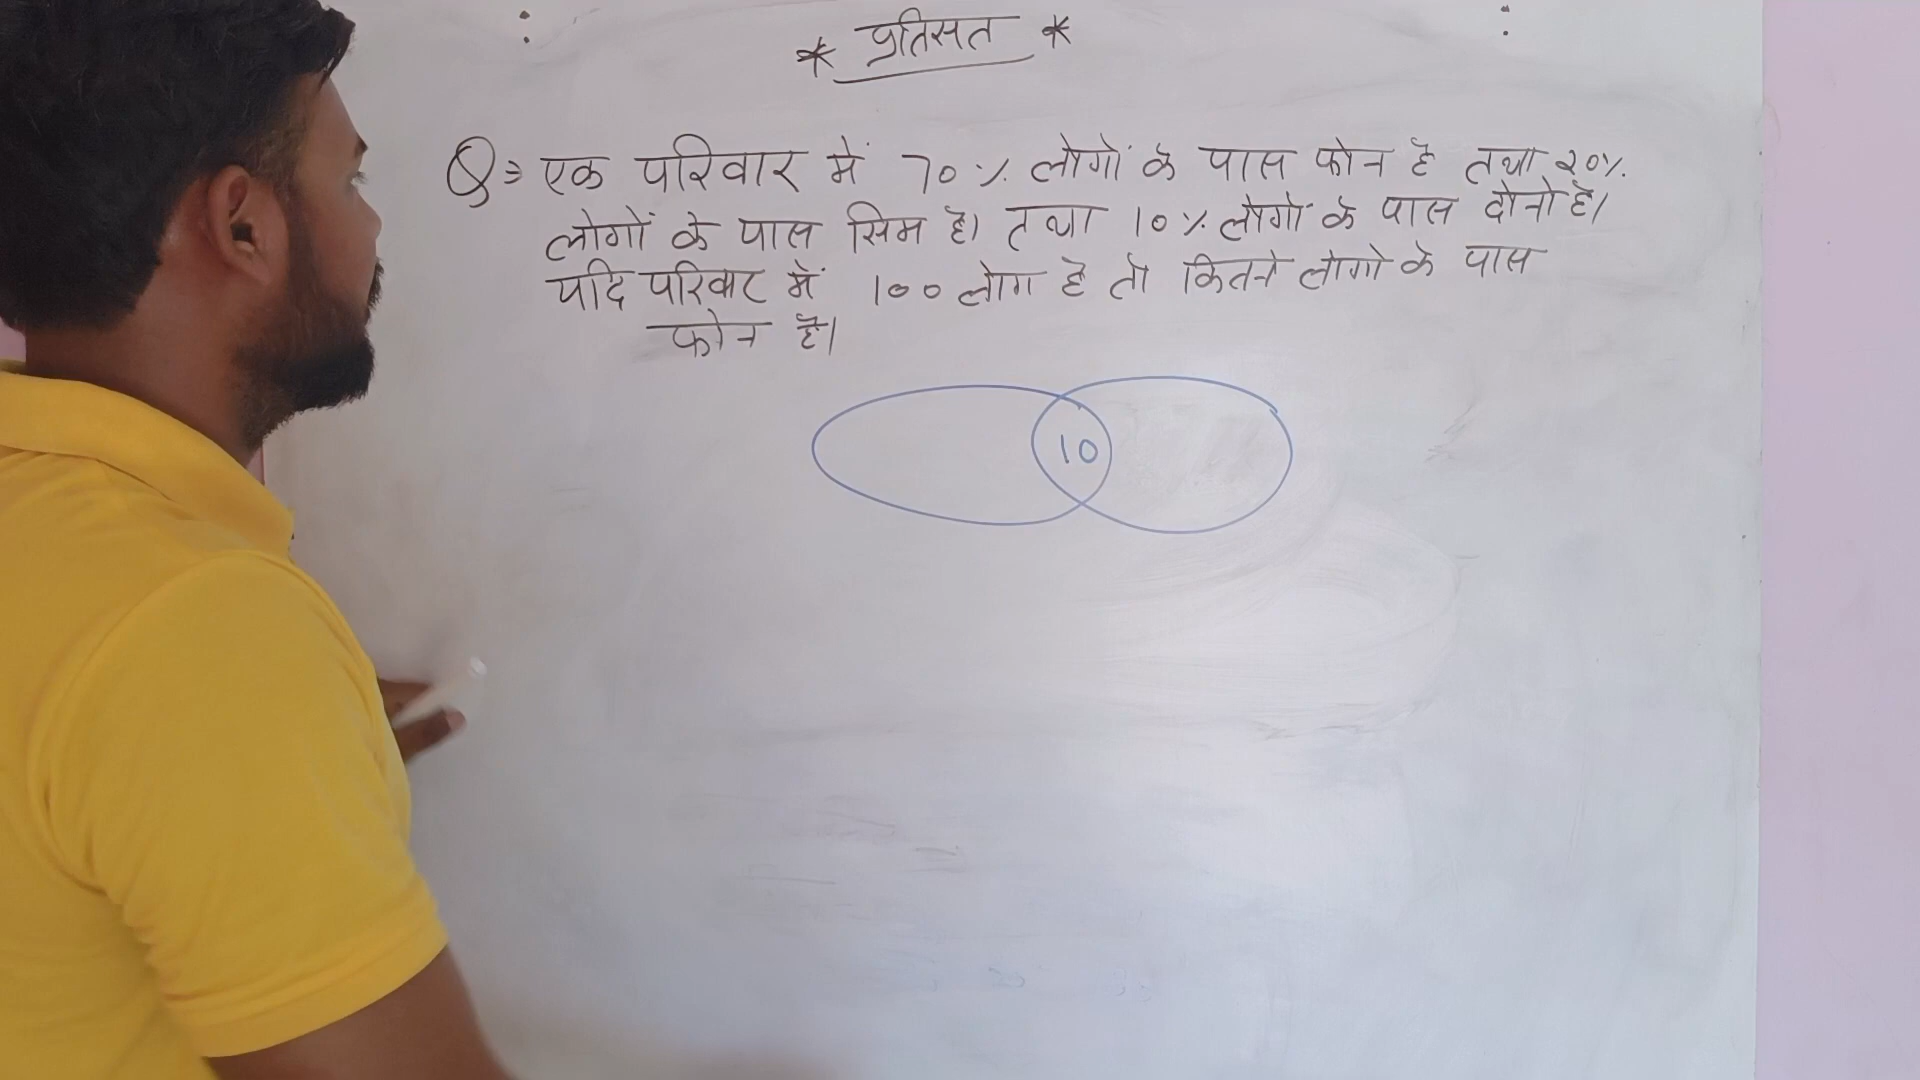 * प्रतिसत *
Q ⇒ एक परिवार में 70% लोगों के पास फोन है तथा 20%
लोगों के पास सिम है। तथा 10% लोगों के पास दोनो है।
यदि परिवार में 100 लोग है तो कितने लोगो के पास
फोन है।
10